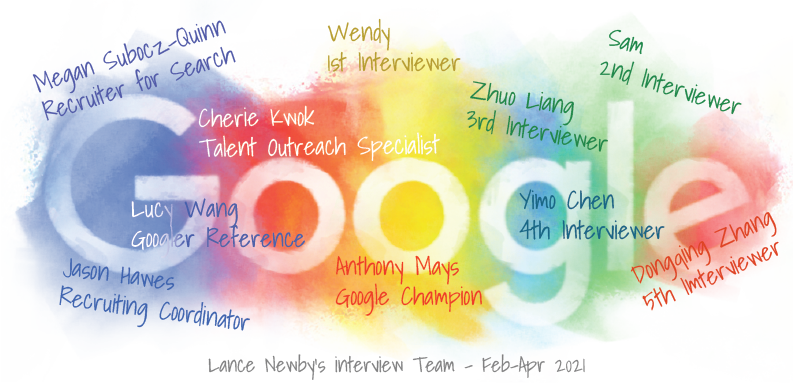 Megan Subocz-Quinn
Recruiter for Search
Wendy
1st Interviewer
Sam
2nd Interviewer
Zhuo Liang
3rd Interviewer
Cherie Kwok
Talent Outreach Specialist
Google
Lucy Wang
Googler Reference
Yimo Chen
4th Interviewer
Dongqing Zhang
5th Imterviewer
Jason Hawes
Recruiting Coordinator
Anthony Mays
Google Champion
Lance Newby's interview Team - Feb-Apr 2021